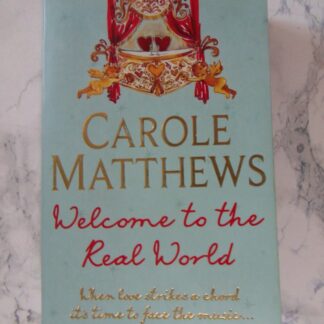 CAROLE
MATTHEWS
Welcome to the
Real World
When love strikes a chord
it's time to face the music...